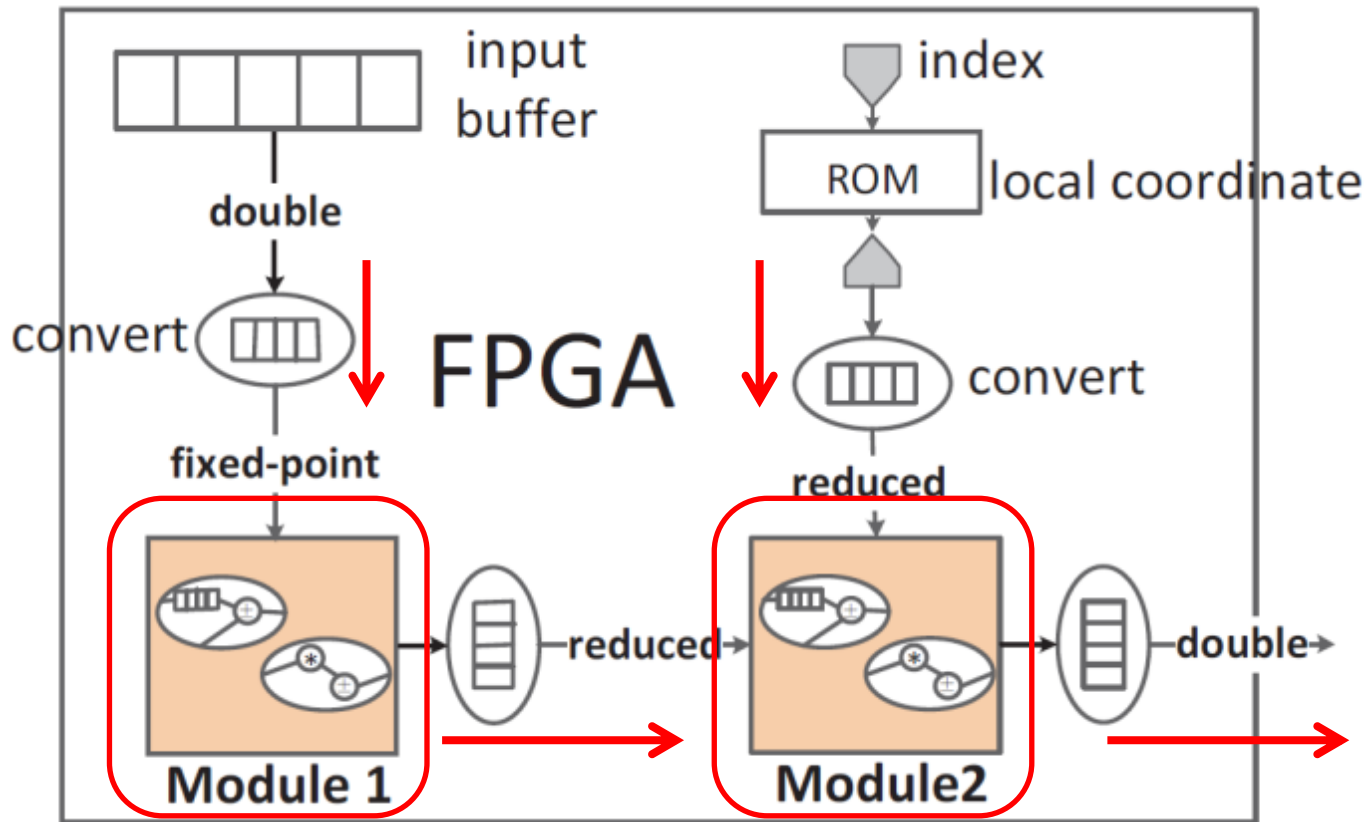 input
buffer
index
ROM
local coordinate
double
convert
FPGA
convert
fixed-point
reduced
±
*
±
reduced
±
*
±
double
Module 1
Module2